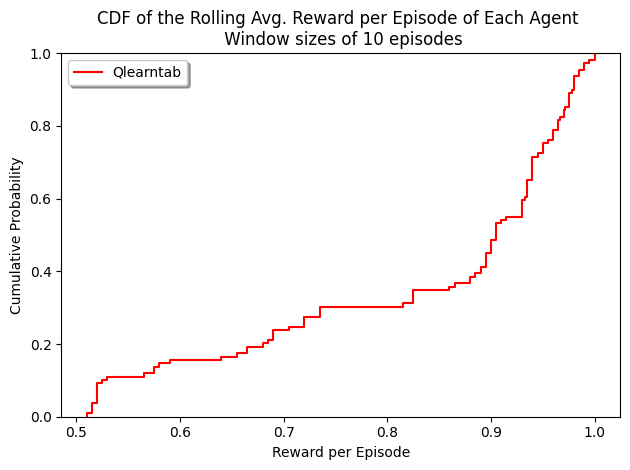 CDF of the Rolling Avg. Reward per Episode of Each Agent
Window sizes of 10 episodes
Qlearntab
Cumulative Probability
1.0
0.8
0.6
0.4
0.2
0.0
0.5 0.6 0.7 0.8 0.9 1.0
Reward per Episode